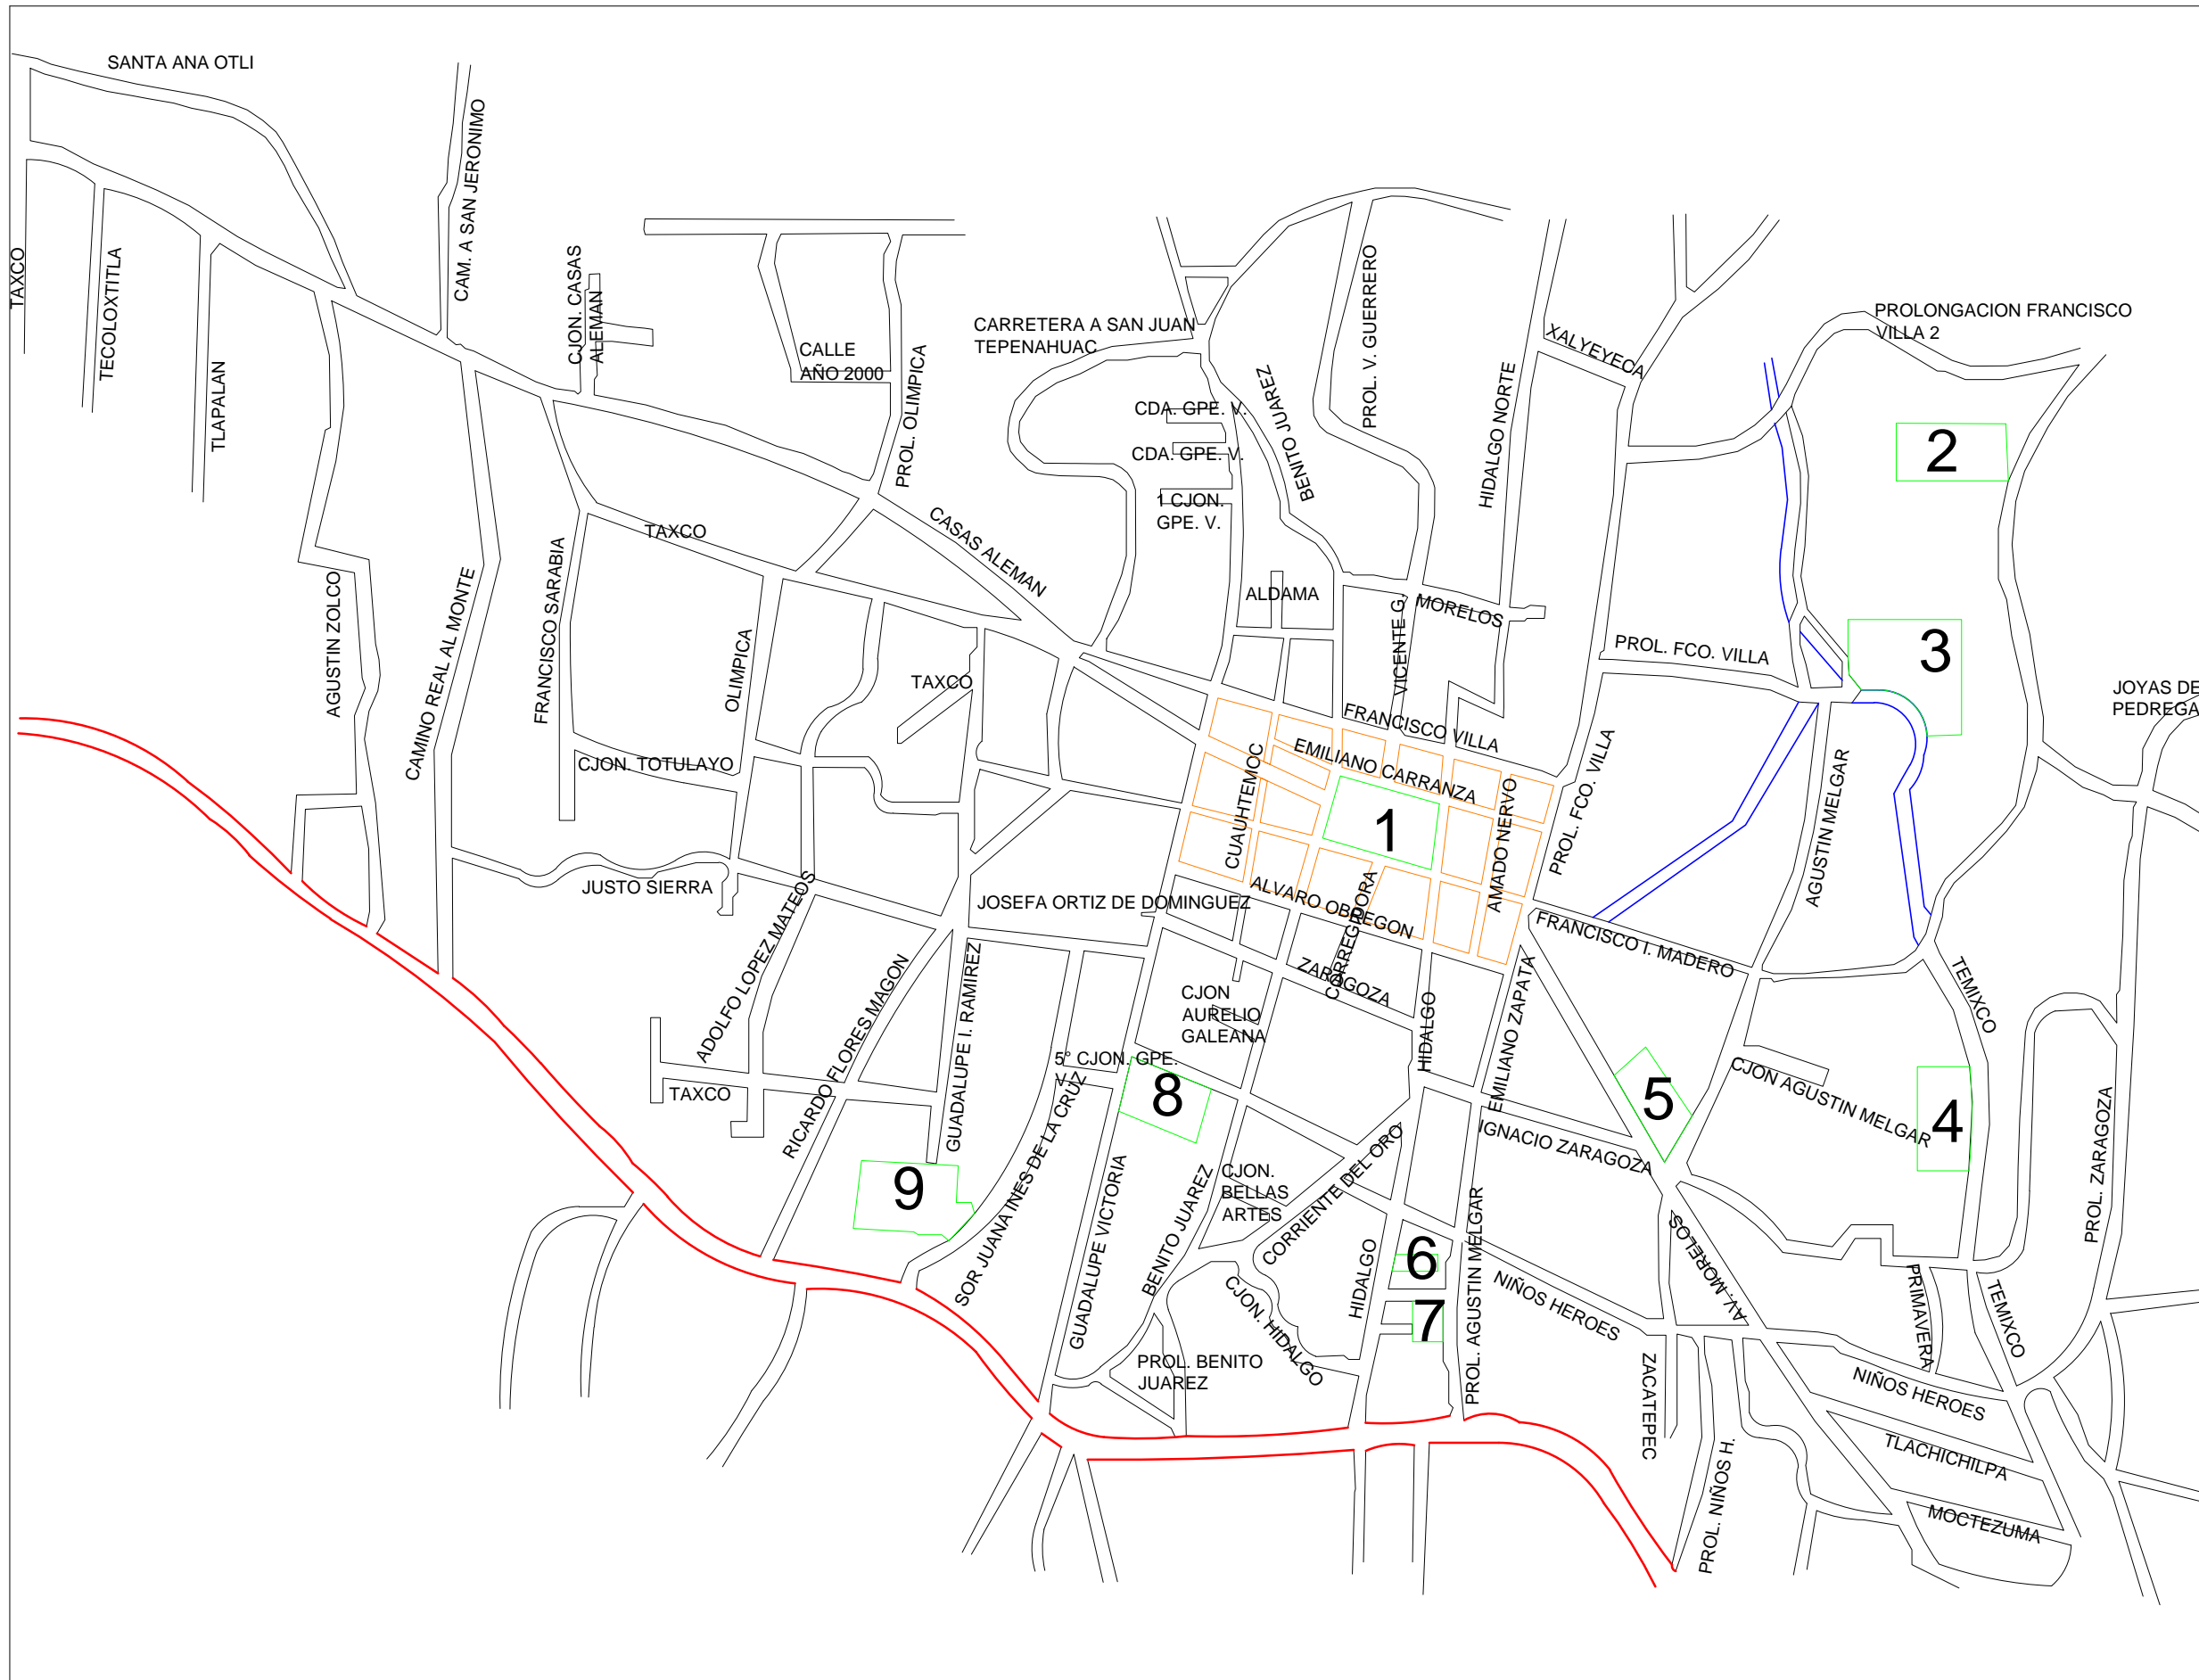 SANTA ANA OTLI
CAM. A SAN JERONIMO
TAXCO
TECOLOXTITLA
TLAPALAN
CJON. CASAS
ALEMAN
CALLE
AÑO 2000
PROL. OLIMPICA
CARRETERA A SAN JUAN
TEPENAHUAC
CDA. GPE. V.
CDA. GPE. V.
1 CJON.
GPE. V.
BENITO JUAREZ
PROL. V. GUERRERO
HIDALGO NORTE
XALYEYECA
PROLONGACION FRANCISCO
VILLA 2
2
TAXCO
CASAS ALEMAN
AGUSTIN ZOLCO
CAMINO REAL AL MONTE
FRANCISCO SARABIA
OLIMPICA
TAXCO
ALDAMA
VICENTE G.
MORELOS
PROL. FCO. VILLA
3
JOYAS DE
PEDREGA
FRANCISCO VILLA
EMILIANO CARRANZA
CJON. TOTULAYO
CUAUHTEMOC
1
AMADO NERVO
PROL. FCO. VILLA
AGUSTIN MELGAR
JUSTO SIERRA
JOSEFA ORTIZ DE DOMINGUEZ
ALVARO OBREGON
CORREGIDORA
FRANCISCO I. MADERO
ADOLFO LOPEZ MATEOS
RICARDO FLORES MAGON
GUADALUPE I. RAMIREZ
CJON
AURELIO
GALEANA
ZARAGOZA
HIDALGO
EMILIANO ZAPATA
TEMIXCO
5° CJON. GPE.
V.
8
5
CJON AGUSTIN MELGAR
4
TAXCO
SOR JUANA INES DE LA CRUZ
IGNACIO ZARAGOZA
PROL. ZARAGOZA
9
GUADALUPE VICTORIA
BENITO JUAREZ
CJON.
BELLAS
ARTES
CORRIENTE DEL ORO
HIDALGO
6
PROL. AGUSTIN MELGAR
AV. MORELOS
7
NIÑOS HEROES
CJON. HIDALGO
PRIMAVERA
TEMIXCO
PROL. BENITO
JUAREZ
ZACATEPEC
NIÑOS HEROES
TLACHICHILPA
PROL. NIÑOS H.
MOCTEZUMA